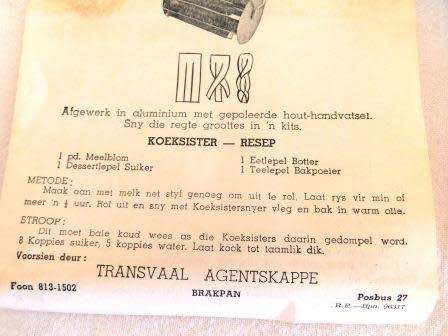 Afgewerk in aluminium met gepoleerde hout-handvatsel.
Sny die regte groottes in 'n kits.
KOEKSISTER — RESEP
1 pd. Meelblom 1 Eetlepel Botter
1 Dessertlepel Suiker 1 Teelepel Bakpoeier
METODE:
Maak aan met melk net styf genoeg om uit te rol. Laat rys vir min of
meer 'n ½ uur. Rol uit en sny met Koeksistersnyer vleg en bak in warm olie.
STROOP:
Dit moet baie koud wees as die Koeksisters daarin gedompel word.
8 Koppies suiker, 5 koppies water. Laat kook tot taamlik dik.
Voorsien deur:
TRANSVAAL AGENTSKAPPE
Foon 813-1502 BRAKPAN Posbus 27
R.P.—Jhn. 96317